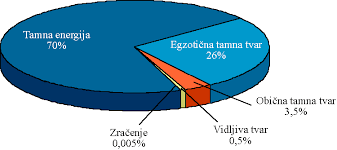 Tamna energija
70%
Egzotična tamna tvar
26%
Obična tamna tvar
3,5%
Vidljiva tvar
0,5%
Zračenje
0,005%